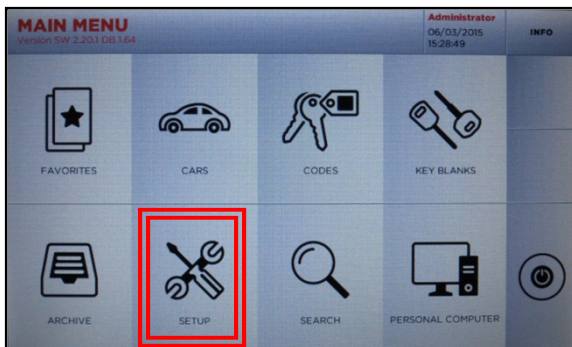 MAIN MENU
Version SW 2.20.1 DB 1.64
Administrator
06/03/2015
15:28:49
INFO
FAVORITES
CARS
CODES
KEY BLANKS
ARCHIVE
SETUP
SEARCH
PERSONAL COMPUTER